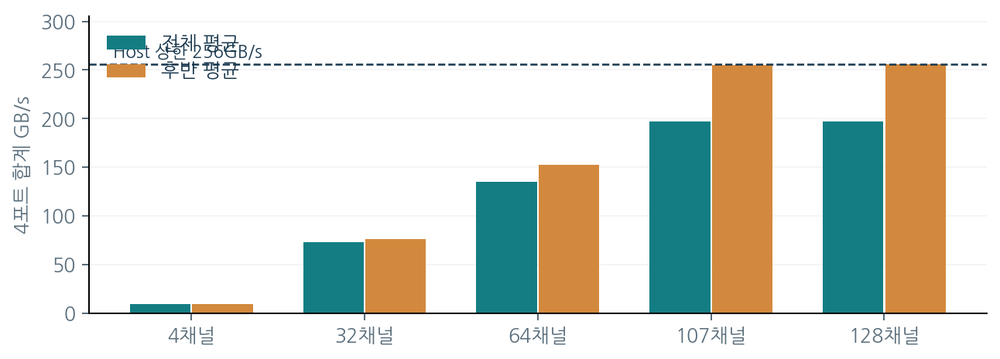 4포트 합계 GB/s
300
250
200
150
100
50
0
전체 평균
Host 상한 256GB/s
후반 평균
4채널
32채널
64채널
107채널
128채널